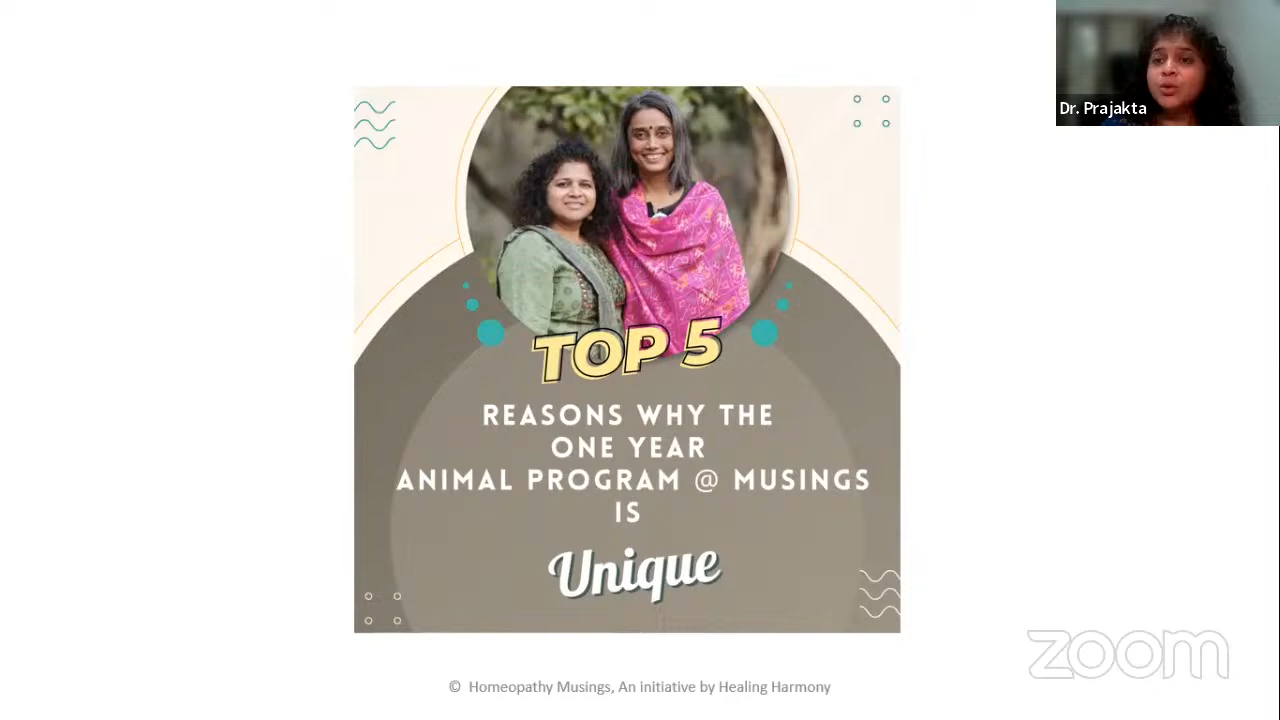 Dr. Prajakta
TOP 5
REASONS WHY THE
ONE YEAR
ANIMAL PROGRAM @ MUSINGS
IS
Unique
zoom
© Homeopathy Musings, An initiative by Healing Harmony